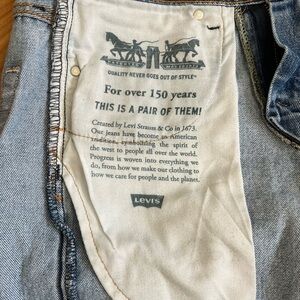 QUALITY NEVER GOES OUT OF STYLE®
For over 150 years
THIS IS A PAIR OF THEM!
Created by Levi Strauss & Co in 1673.
Our jeans have become an American
tradition, symbolising the spirit of
the west to people all over the world.
Progress is woven into everything we
do, from how we make our clothing to
how we care for people and the planet.
LEVI'S